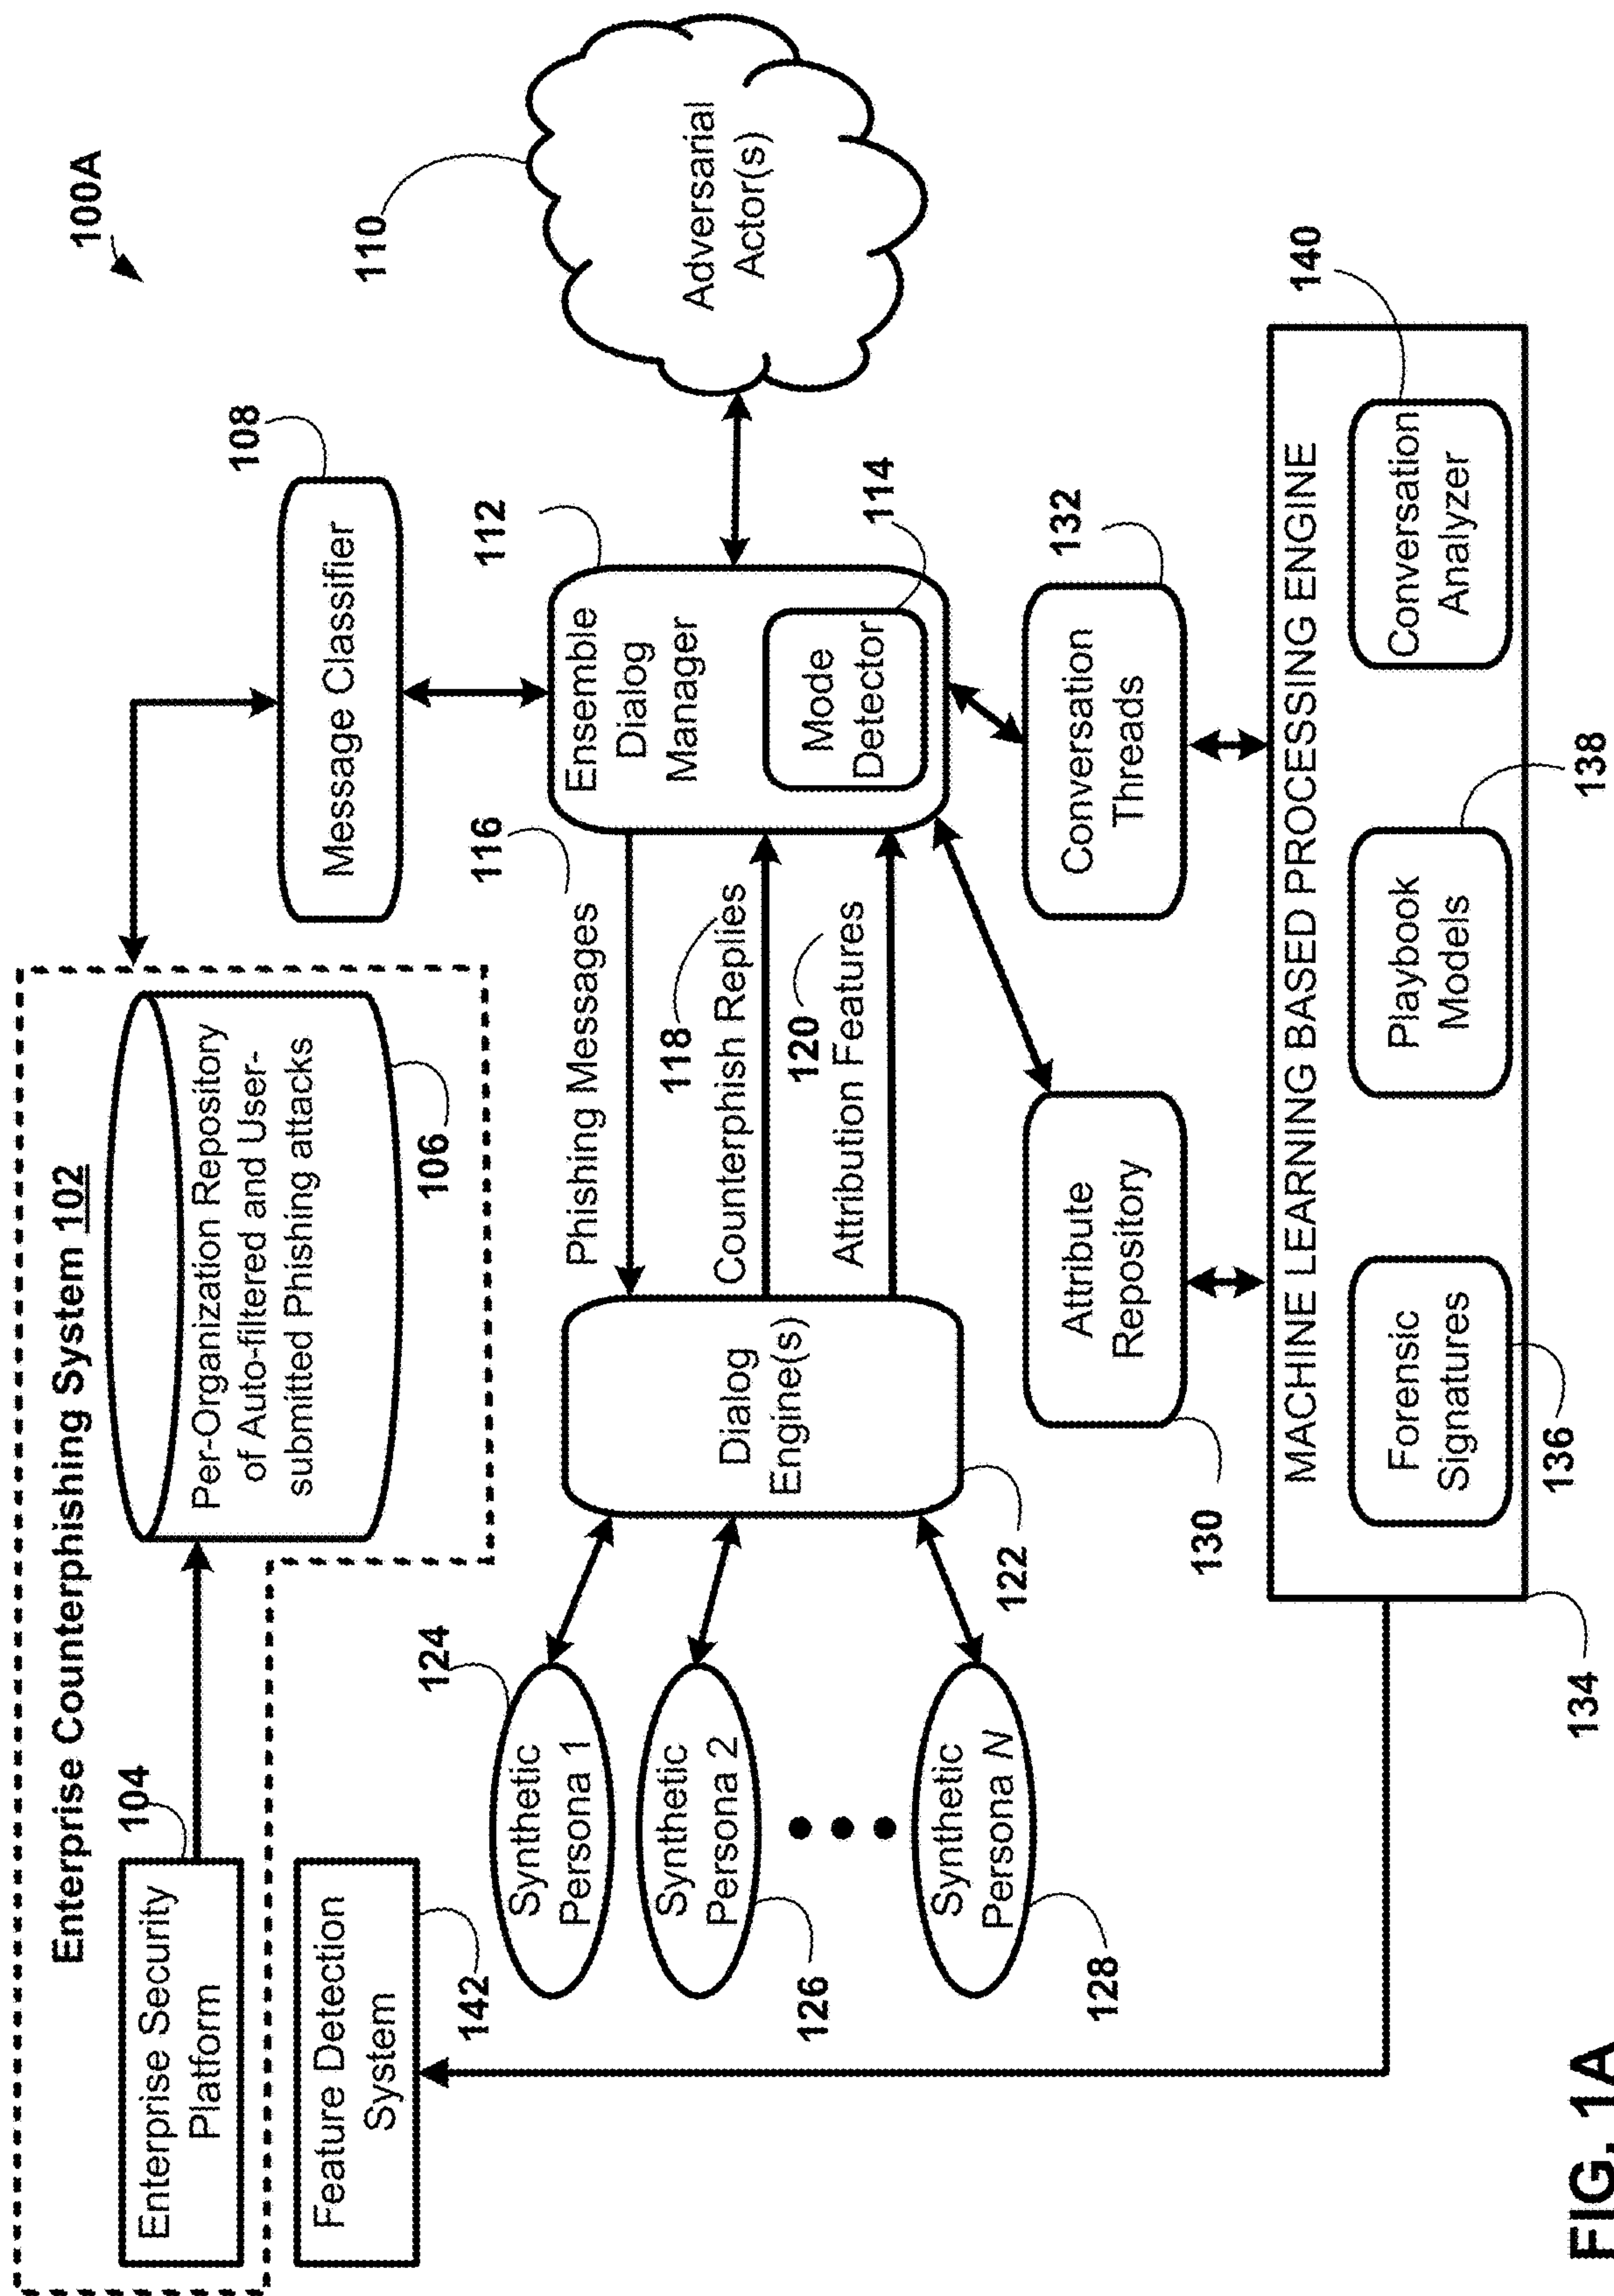 100A
Enterprise Counterphishing System 102
Enterprise Security
Platform
104
Per-Organization Repository
of Auto-filtered and User-
submitted Phishing attacks
106
Message Classifier
108
Adversarial
Actor(s)
110
Feature Detection
System
142
Ensemble
Dialog
Manager
112
Mode
Detector
114
Phishing Messages
116
Counterphish Replies
118
Attribution Features
120
Dialog
Engine(s)
122
Synthetic
Persona 1
124
Synthetic
Persona 2
126
Synthetic
Persona N
128
Attribute
Repository
130
Conversation
Threads
132
MACHINE LEARNING BASED PROCESSING ENGINE
134
Forensic
Signatures
136
Playbook
Models
138
Conversation
Analyzer
140
FIG. 1A